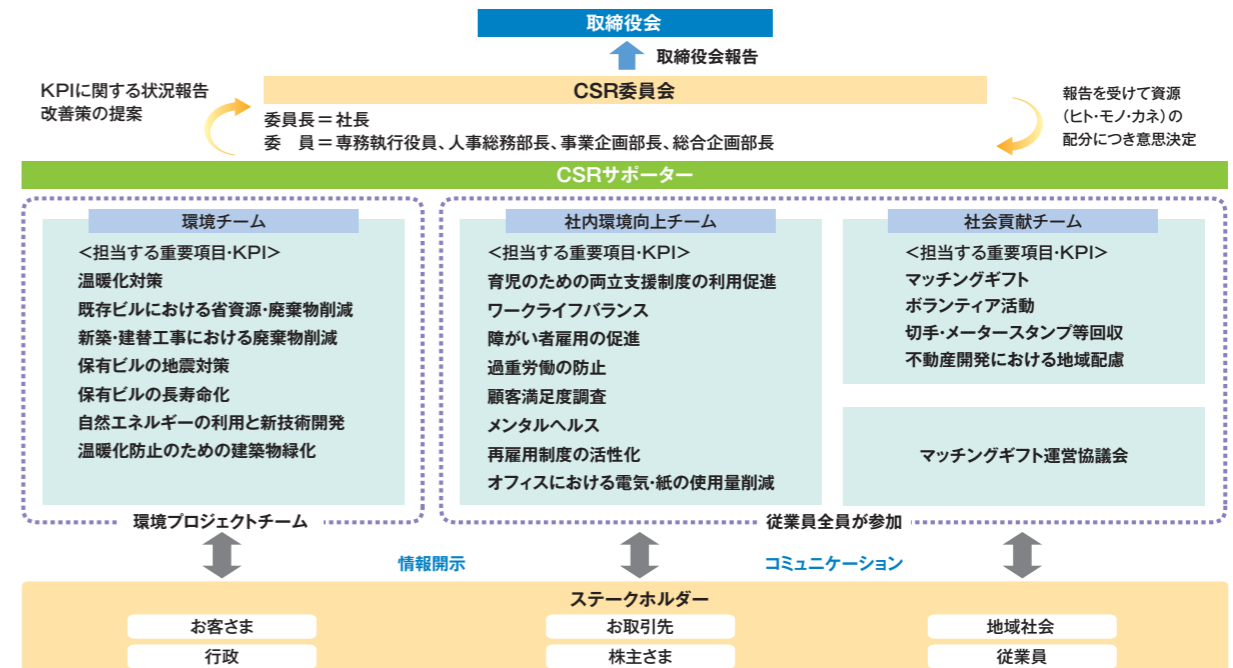 取締役会
取締役会報告
KPIに関する状況報告
改善策の提案
CSR委員会
委員長＝社長
委　員＝専務執行役員、人事総務部長、事業企画部長、総合企画部長
報告を受けて資源
（ヒト・モノ・カネ）の
配分につき意思決定
CSRサポーター
環境チーム
＜担当する重要項目・KPI＞
温暖化対策
既存ビルにおける省資源・廃棄物削減
新築・建替工事における廃棄物削減
保有ビルの地震対策
保有ビルの長寿命化
自然エネルギーの利用と新技術開発
温暖化防止のための建築物緑化
環境プロジェクトチーム
社内環境向上チーム
＜担当する重要項目・KPI＞
育児のための両立支援制度の利用促進
ワークライフバランス
障がい者雇用の促進
過重労働の防止
顧客満足度調査
メンタルヘルス
再雇用制度の活性化
オフィスにおける電気・紙の使用量削減
社会貢献チーム
＜担当する重要項目・KPI＞
マッチングギフト
ボランティア活動
切手・メータースタンプ等回収
不動産開発における地域配慮
マッチングギフト運営協議会
従業員全員が参加
情報開示
コミュニケーション
ステークホルダー
お客さま
お取引先
地域社会
行政
株主さま
従業員